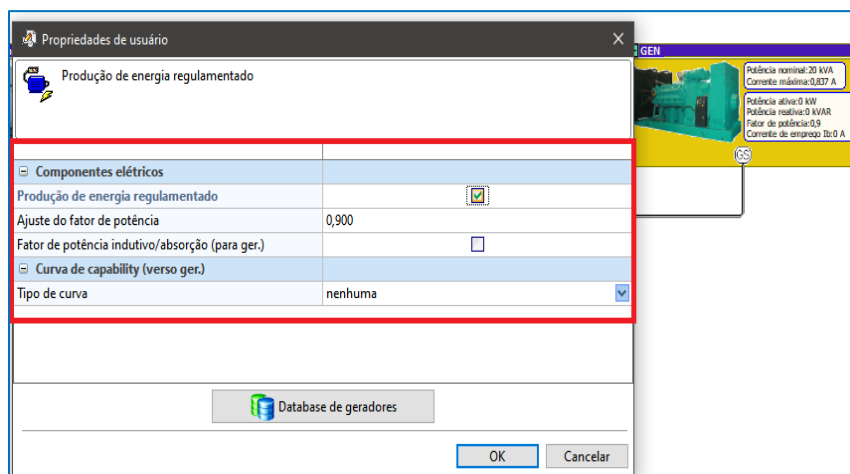 Propriedades de usuário
Produção de energia regulamentado
Componentes elétricos
Produção de energia regulamentado
Ajuste do fator de potência 0,900
Fator de potência indutivo/absorção (para ger.)
Curva de capability (verso ger.)
Tipo de curva nenhuma
Database de geradores
OK Cancelar
GEN
Potência nominal:20 kVA
Corrente máxima:0,837 A
Potência ativa:0 kW
Potência reativa:0 kVAR
Fator de potência:0,9
Corrente de emprego Ib:0 A
GS